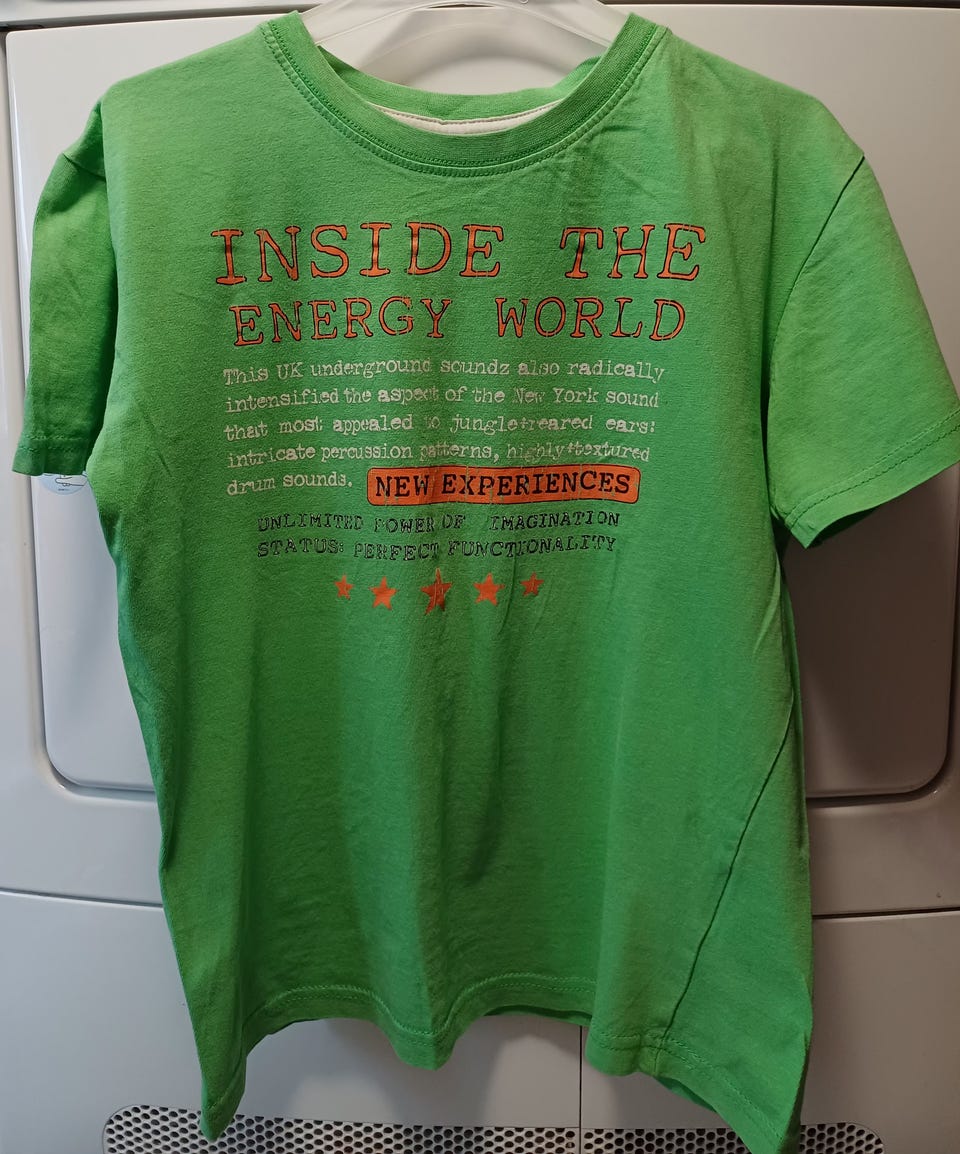 INSIDE THE
ENERGY WORLD
This UK underground soundz also radically
intensified the aspect of the New York sound
that most appealed to jungle-reared ears:
intricate percussion patterns, highly-textured
drum sounds. NEW EXPERIENCES
UNLIMITED POWER OF IMAGINATION
STATUS: PERFECT FUNCTIONALITY